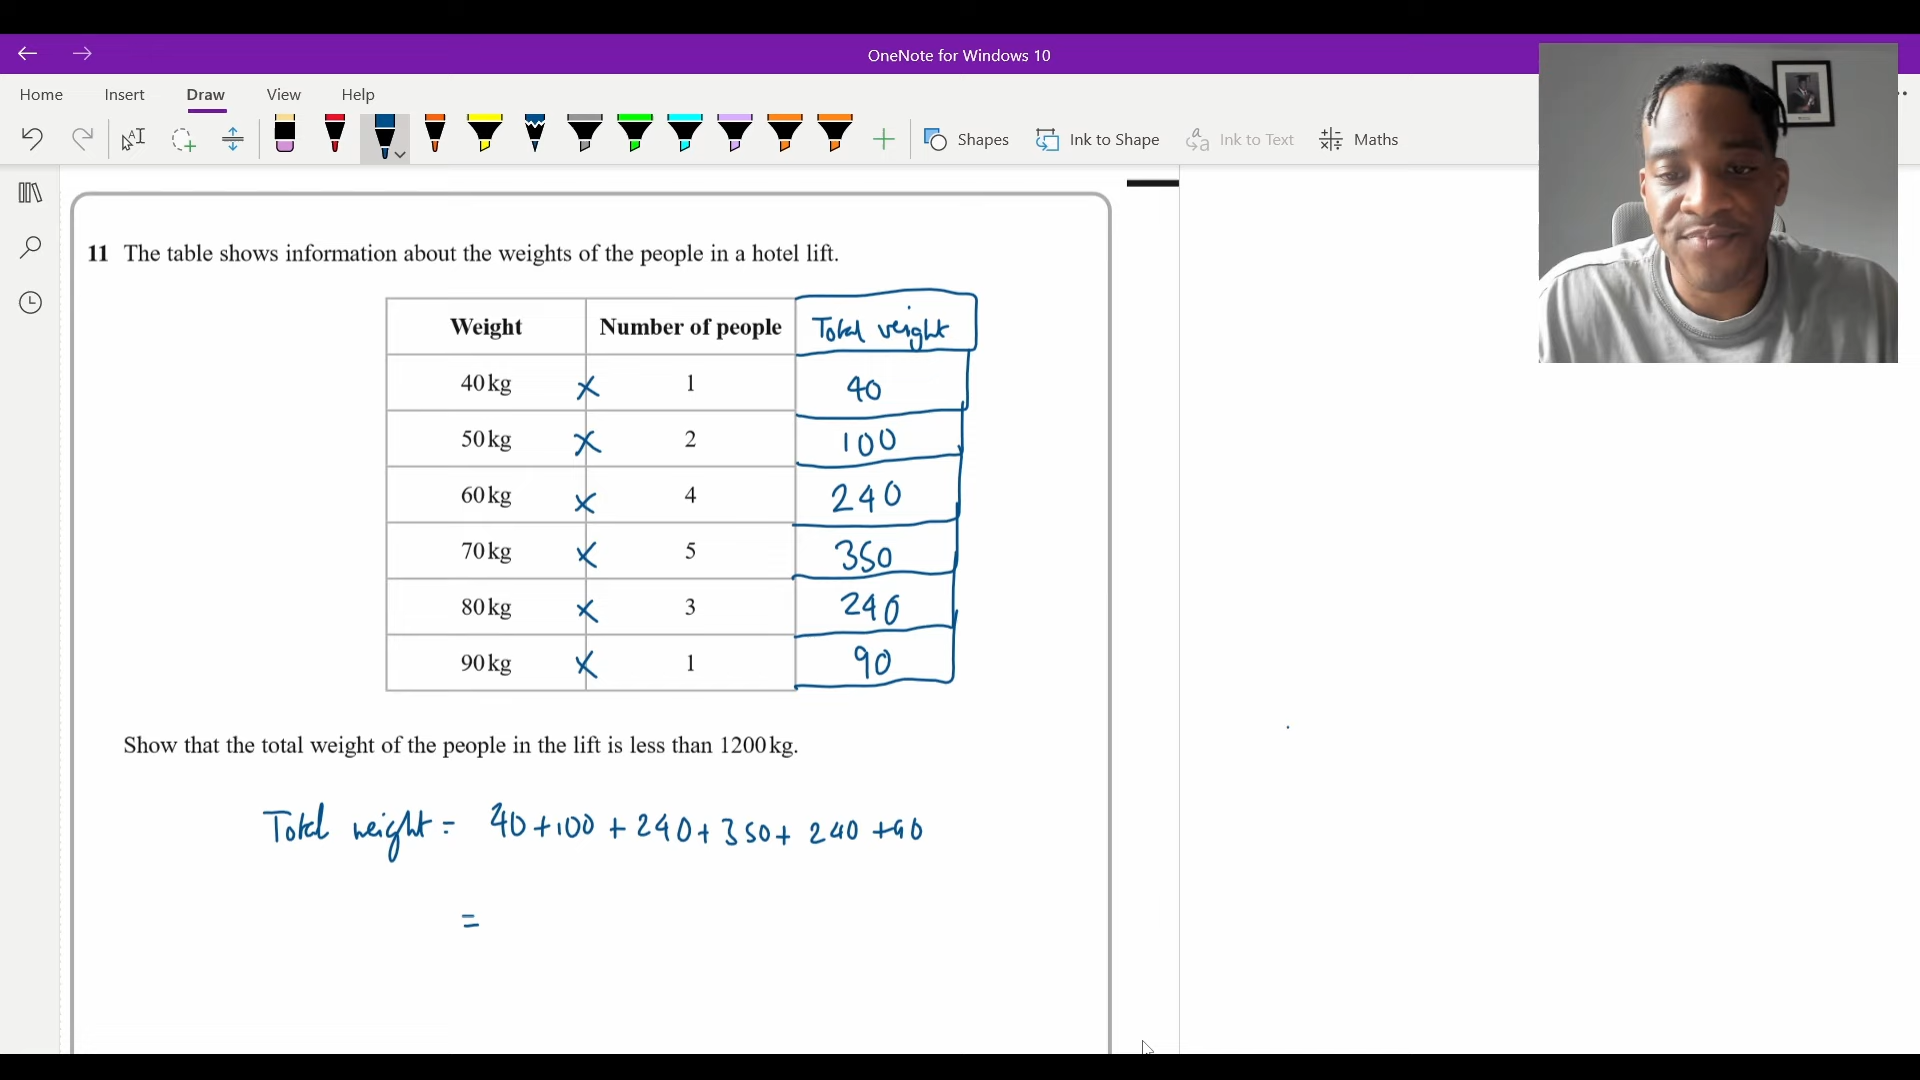 OneNote for Windows 10
Home Insert Draw View Help
Shapes Ink to Shape Ink to Text Maths
11 The table shows information about the weights of the people in a hotel lift.
Weight Number of people Total weight
40 kg × 1 40
50 kg × 2 100
60 kg × 4 240
70 kg × 5 350
80 kg × 3 240
90 kg × 1 90
Show that the total weight of the people in the lift is less than 1200 kg.
Total weight = 40+100 + 240+ 350+ 240 +90
=